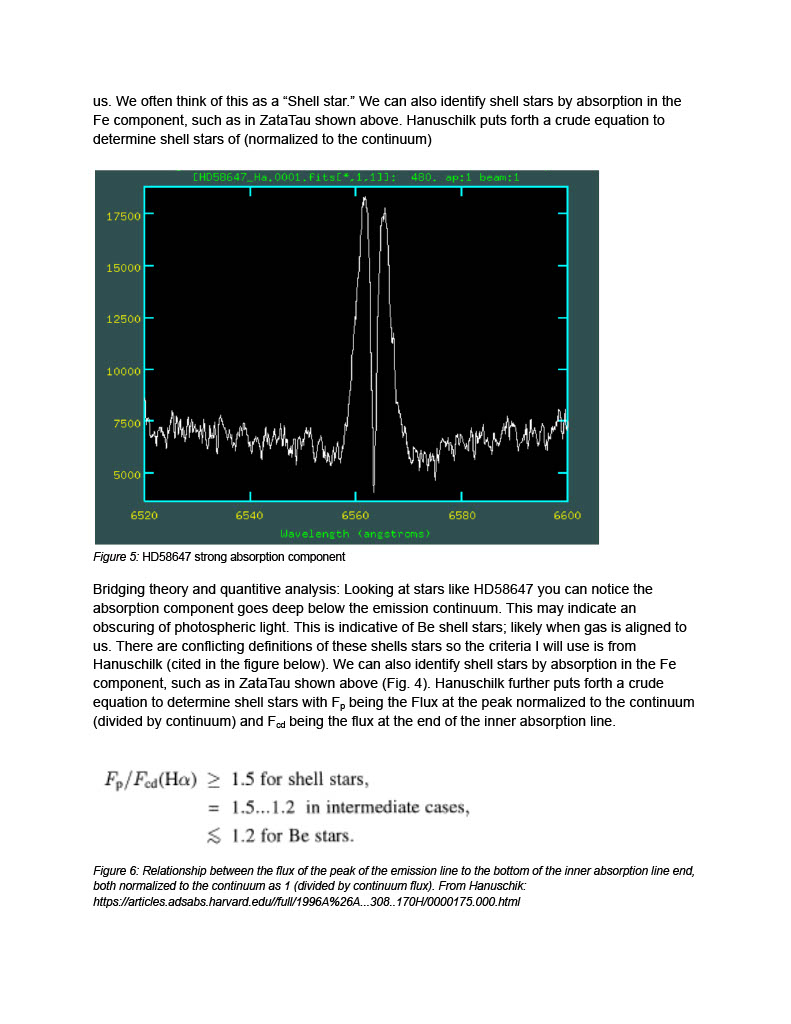 us. We often think of this as a “Shell star.” We can also identify shell stars by absorption in the
Fe component, such as in ZataTau shown above. Hanuschilk puts forth a crude equation to
determine shell stars of (normalized to the continuum)
[HD58647_Ha.0001.fits[*,1,1]]: 480. ap:1 beam:1
17500
15000
12500
10000
7500
5000
6520 6540 6560 6580 6600
Wavelength (angstroms)
Figure 5: HD58647 strong absorption component
Bridging theory and quantitive analysis: Looking at stars like HD58647 you can notice the
absorption component goes deep below the emission continuum. This may indicate an
obscuring of photospheric light. This is indicative of Be shell stars; likely when gas is aligned to
us. There are conflicting definitions of these shells stars so the criteria I will use is from
Hanuschilk (cited in the figure below). We can also identify shell stars by absorption in the Fe
component, such as in ZataTau shown above (Fig. 4). Hanuschilk further puts forth a crude
equation to determine shell stars with Fp being the Flux at the peak normalized to the continuum
(divided by continuum) and Fcd being the flux at the end of the inner absorption line.
Fp/Fcd(Hα) ≥ 1.5 for shell stars,
= 1.5...1.2 in intermediate cases,
≲ 1.2 for Be stars.
Figure 6: Relationship between the flux of the peak of the emission line to the bottom of the inner absorption line end,
both normalized to the continuum as 1 (divided by continuum flux). From Hanuschik:
https://articles.adsabs.harvard.edu//full/1996A%26A...308..170H/0000175.000.html